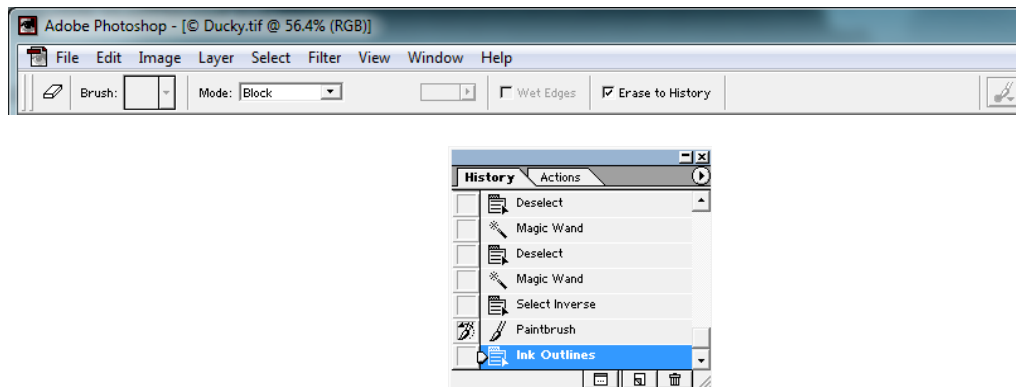 Adobe Photoshop - [© Ducky.tif @ 56.4% (RGB)]
File Edit Image Layer Select Filter View Window Help
Brush: Mode: Block Wet Edges Erase to History
History Actions
Deselect
Magic Wand
Deselect
Magic Wand
Select Inverse
Paintbrush
Ink Outlines